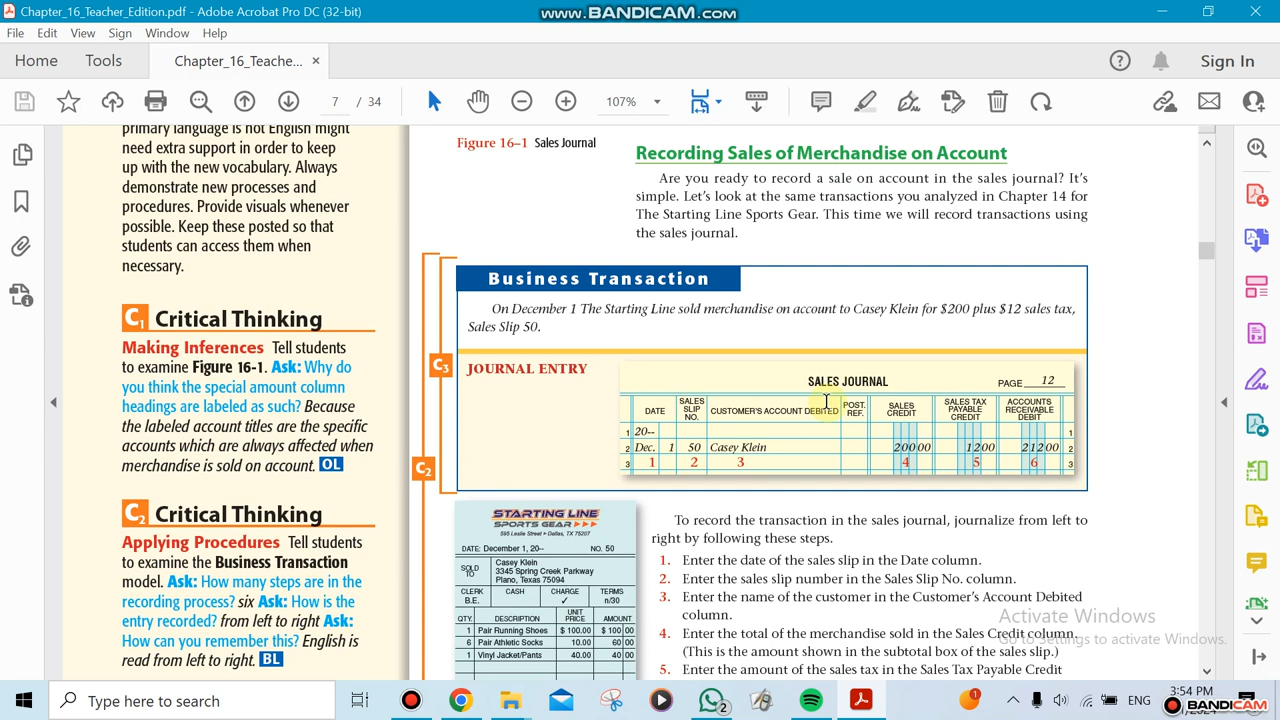 Chapter_16_Teacher_Edition.pdf - Adobe Acrobat Pro DC (32-bit)
www.BANDICAM.com
File Edit View Sign Window Help
Home Tools Chapter_16_Teache... × Sign In
7 / 34 107%
primary language is not English might
need extra support in order to keep
up with the new vocabulary. Always
demonstrate new processes and
procedures. Provide visuals whenever
possible. Keep these posted so that
students can access them when
necessary.
C1 Critical Thinking
Making Inferences Tell students
to examine Figure 16-1. Ask: Why do
you think the special amount column
headings are labeled as such? Because
the labeled account titles are the specific
accounts which are always affected when
merchandise is sold on account. OL
C2 Critical Thinking
Applying Procedures Tell students
to examine the Business Transaction
model. Ask: How many steps are in the
recording process? six Ask: How is the
entry recorded? from left to right Ask:
How can you remember this? English is
read from left to right. BL
Figure 16–1 Sales Journal
Recording Sales of Merchandise on Account
Are you ready to record a sale on account in the sales journal? It's
simple. Let's look at the same transactions you analyzed in Chapter 14 for
The Starting Line Sports Gear. This time we will record transactions using
the sales journal.
C3
C2
Business Transaction
On December 1 The Starting Line sold merchandise on account to Casey Klein for $200 plus $12 sales tax,
Sales Slip 50.
JOURNAL ENTRY
SALES JOURNAL PAGE 12
DATE SALES SLIP NO. CUSTOMER'S ACCOUNT DEBITED POST. REF. SALES CREDIT SALES TAX PAYABLE CREDIT ACCOUNTS RECEIVABLE DEBIT
1 20-- 1
2 Dec. 1 50 Casey Klein 200 00 12 00 212 00 2
3 1 2 3 4 5 6 3
STARTING LINE
SPORTS GEAR
595 Leslie Street • Dallas, TX 75207
DATE: December 1, 20-- NO. 50
SOLD TO Casey Klein
3345 Spring Creek Parkway
Plano, Texas 75094
CLERK CASH CHARGE TERMS
B.E. ✓ n/30
QTY. DESCRIPTION UNIT PRICE AMOUNT
1 Pair Running Shoes $ 100.00 $ 100 00
6 Pair Athletic Socks 10.00 60 00
1 Vinyl Jacket/Pants 40.00 40 00
To record the transaction in the sales journal, journalize from left to
right by following these steps.
1. Enter the date of the sales slip in the Date column.
2. Enter the sales slip number in the Sales Slip No. column.
3. Enter the name of the customer in the Customer's Account Debited
column.
4. Enter the total of the merchandise sold in the Sales Credit column.
(This is the amount shown in the subtotal box of the sales slip.)
5. Enter the amount of the sales tax in the Sales Tax Payable Credit
Activate Windows
Go to Settings to activate Windows.
Type here to search
2
1
ENG
3:54 PM
BANDICAM